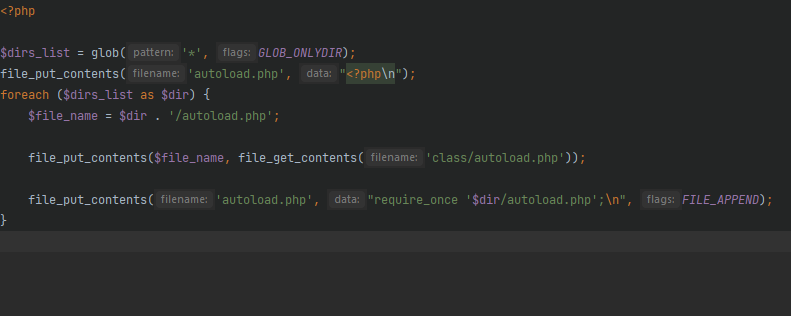 <?php
$dirs_list = glob( pattern: '*', flags: GLOB_ONLYDIR);
file_put_contents( filename: 'autoload.php', data: "<?php\n");
foreach ($dirs_list as $dir) {
$file_name = $dir . '/autoload.php';
file_put_contents($file_name, file_get_contents( filename: 'class/autoload.php'));
file_put_contents( filename: 'autoload.php', data: "require_once '$dir/autoload.php';\n", flags: FILE_APPEND);
}